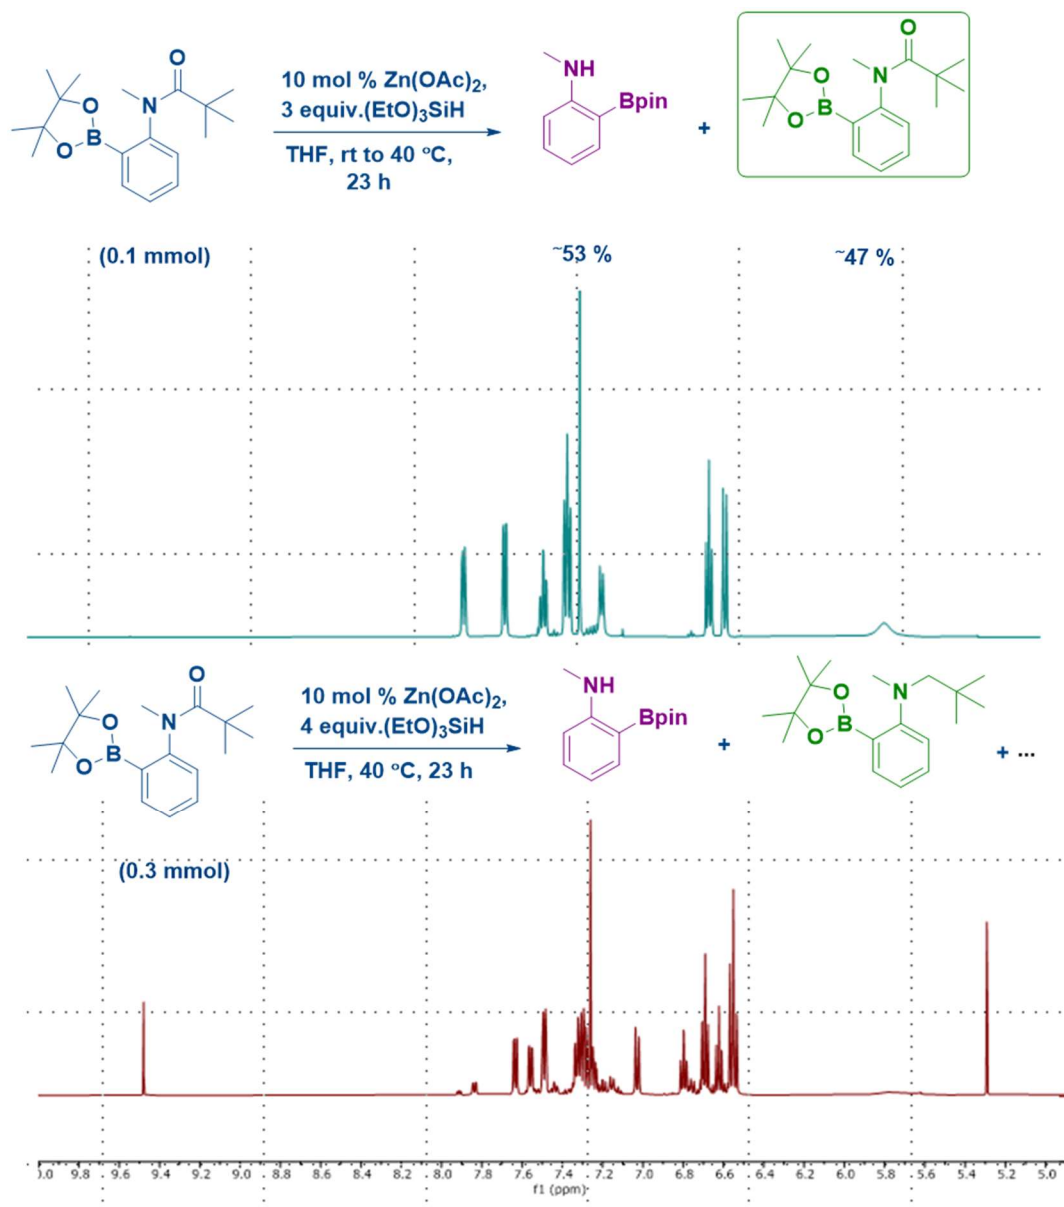 O
O
B
O
N
10 mol % Zn(OAc)2,
3 equiv.(EtO)3SiH
THF, rt to 40 °C,
23 h
NH
Bpin
+
O
O
B
O
N
(0.1 mmol)
~53 %
~47 %
O
O
B
O
N
10 mol % Zn(OAc)2,
4 equiv.(EtO)3SiH
THF, 40 °C, 23 h
NH
Bpin
+
O
B
O
N
+ ...
(0.3 mmol)
.0 9.8 9.6 9.4 9.2 9.0 8.8 8.6 8.4 8.2 8.0 7.8 7.6 7.4 7.2 7.0 6.8 6.6 6.4 6.2 6.0 5.8 5.6 5.4 5.2 5.0
f1 (ppm)